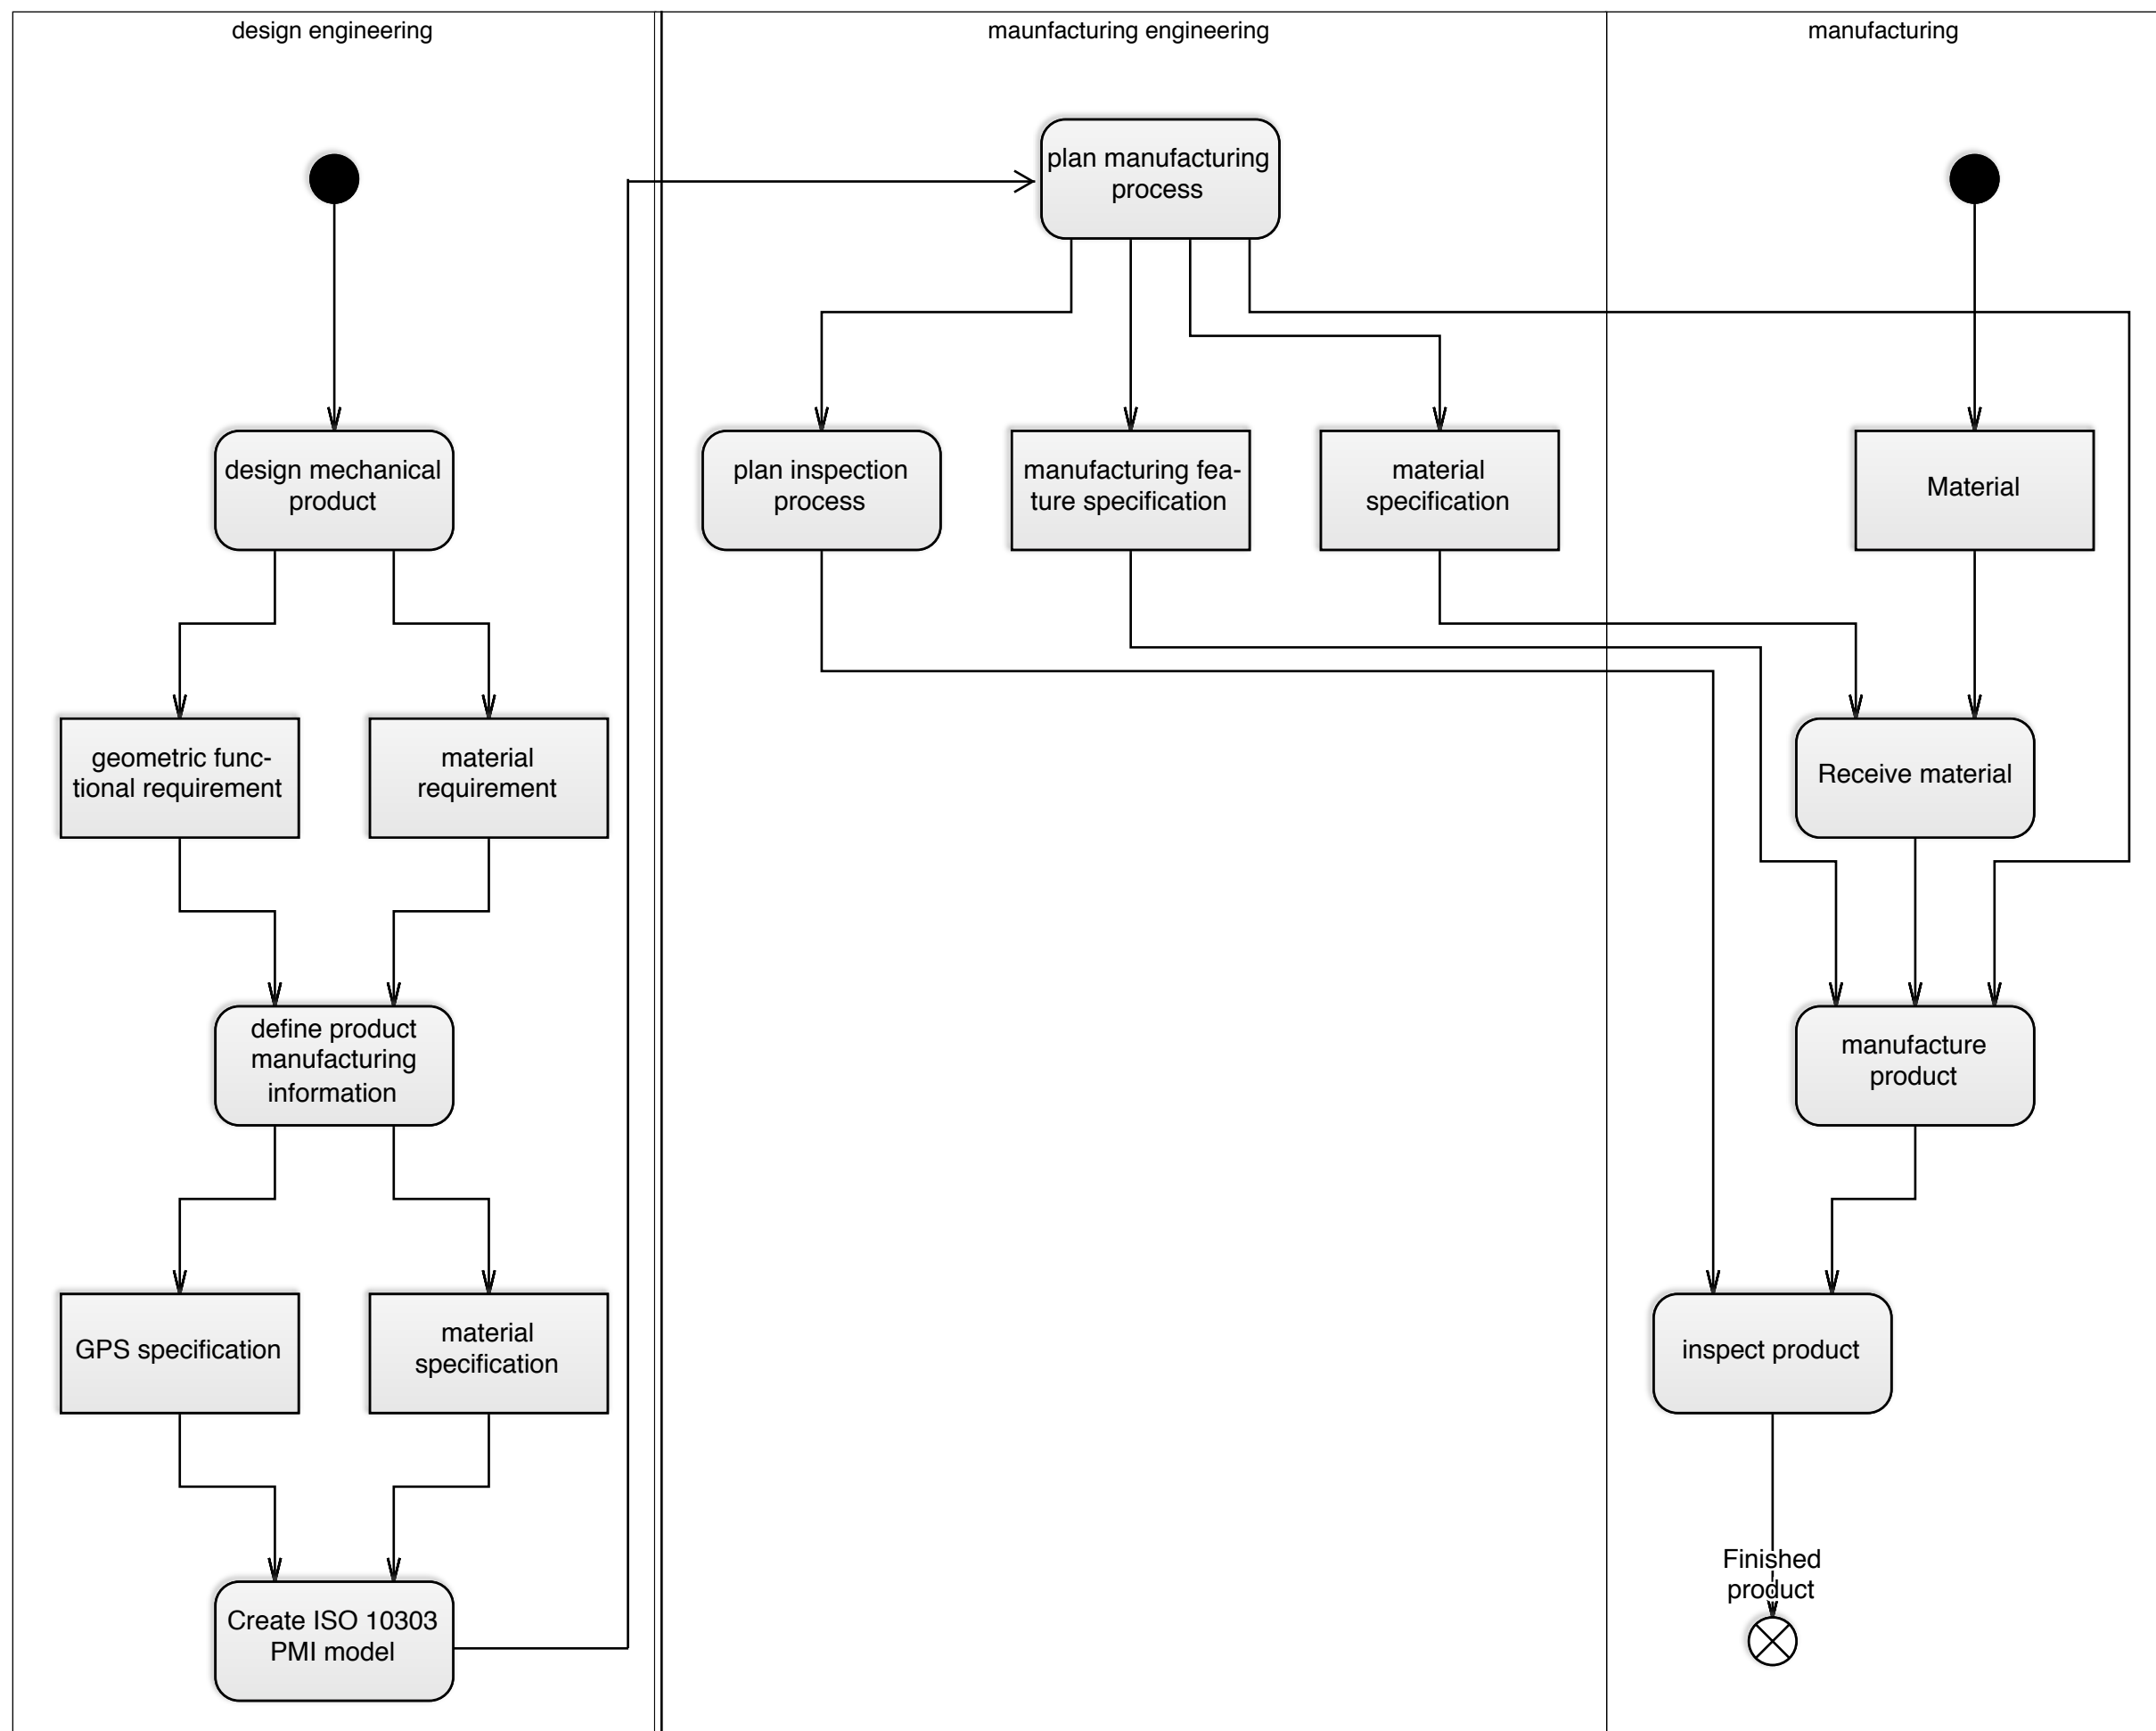 design engineering
maunfacturing engineering
manufacturing
plan manufacturing
process
design mechanical
product
plan inspection
process
manufacturing fea-
ture specification
material
specification
Material
geometric func-
tional requirement
material
requirement
Receive material
define product
manufacturing
information
manufacture
product
GPS specification
material
specification
inspect product
Finished
product
Create ISO 10303
PMI model